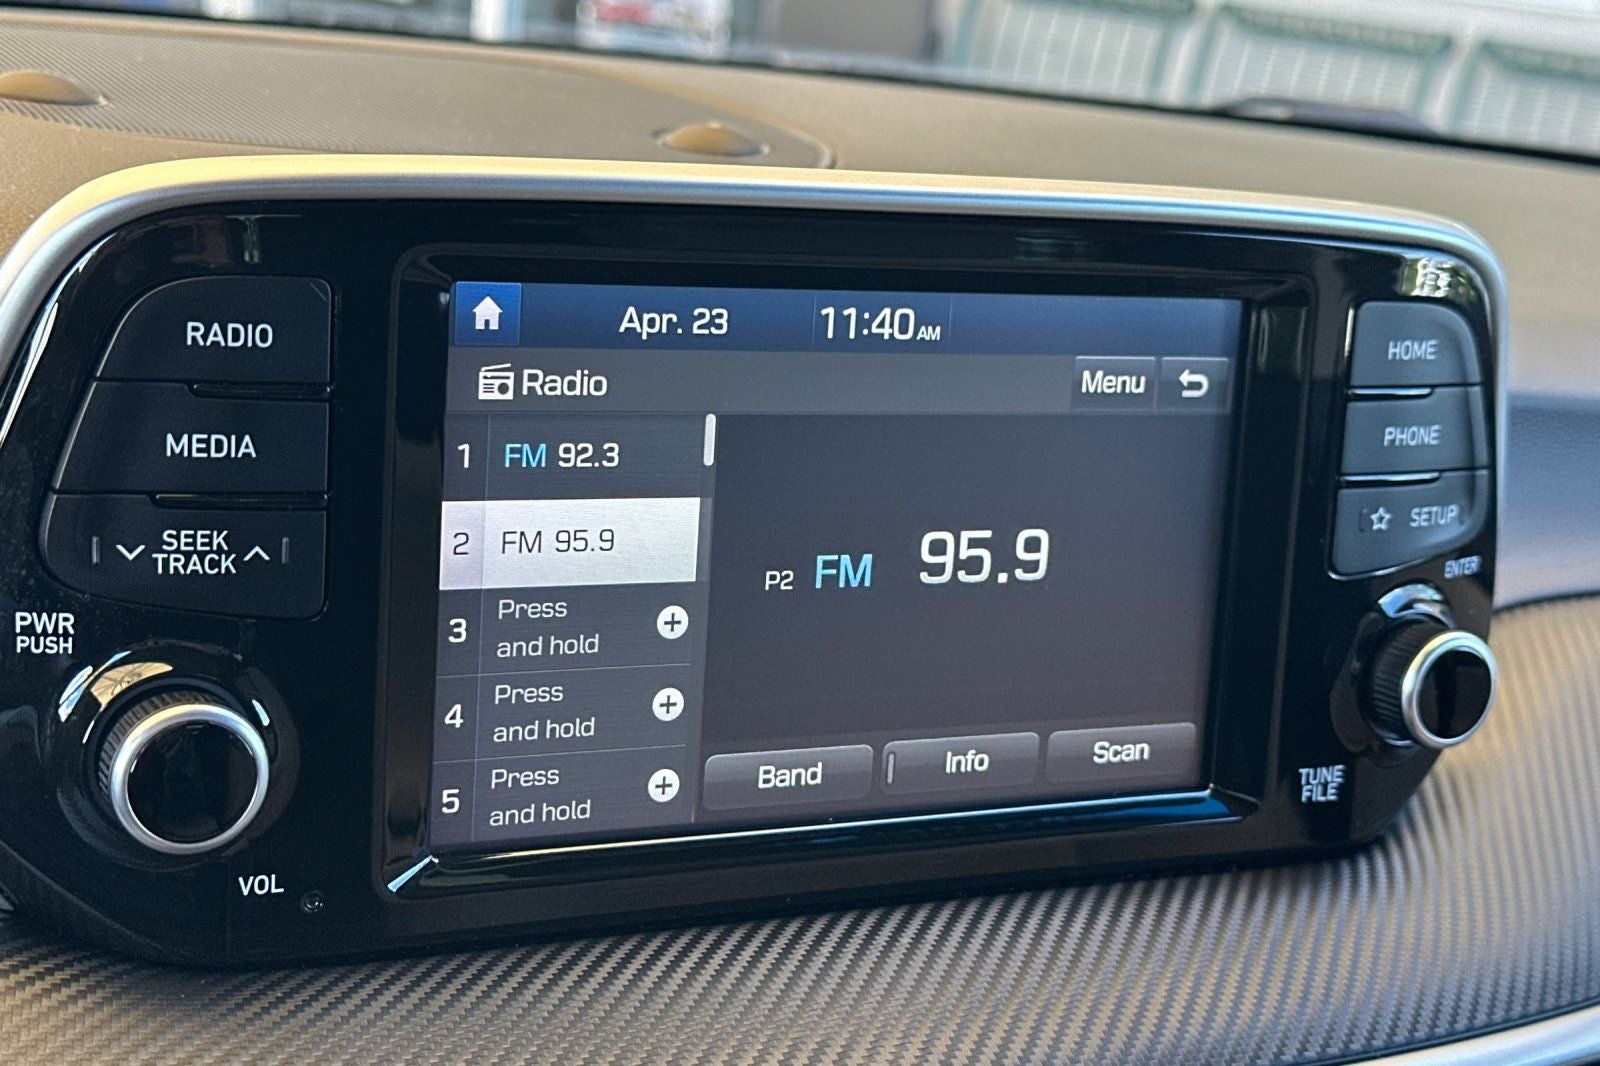 RADIO
MEDIA
SEEK
TRACK
PWR
PUSH
VOL
Apr. 23
11:40 AM
Radio
Menu
1 FM 92.3
2 FM 95.9
3 Press
and hold
4 Press
and hold
5 Press
and hold
P2 FM 95.9
Band
Info
Scan
HOME
PHONE
SETUP
ENTER
TUNE
FILE